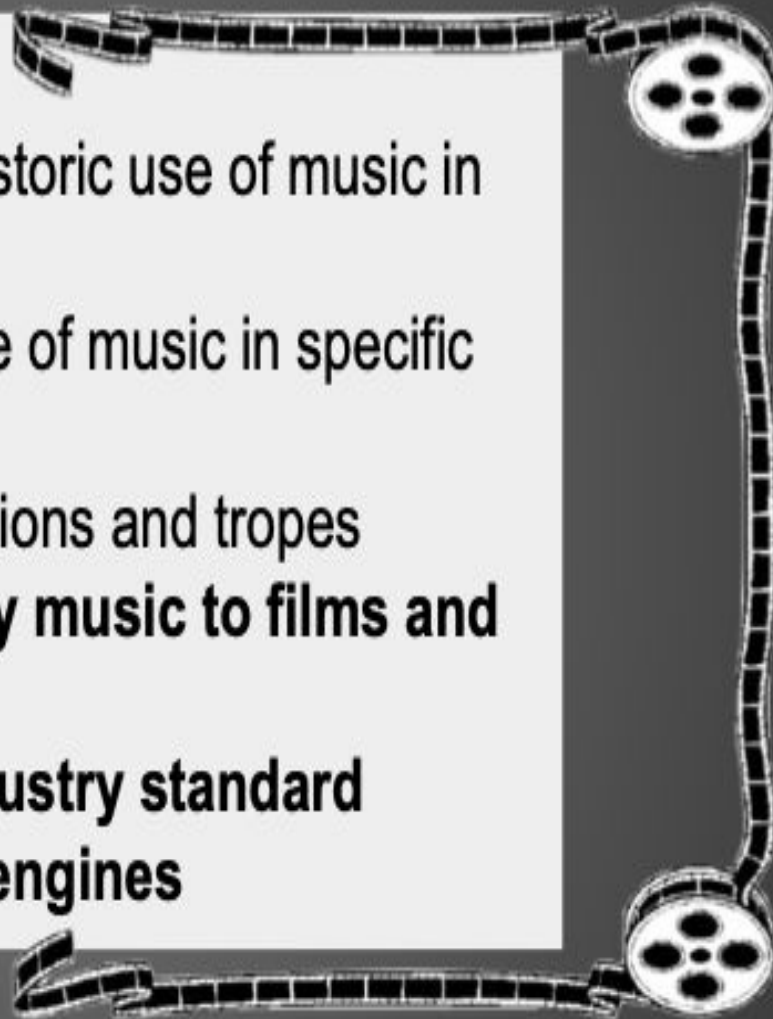 storic use of music in
e of music in specific
ions and tropes
y music to films and
ustry standard
engines